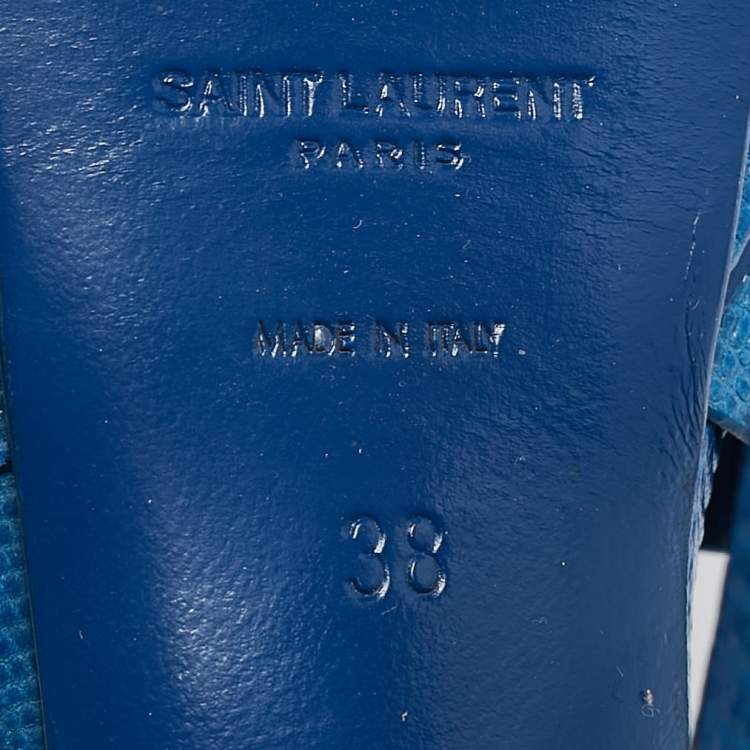 SAINT LAURENT
PARIS
MADE IN ITALY
38